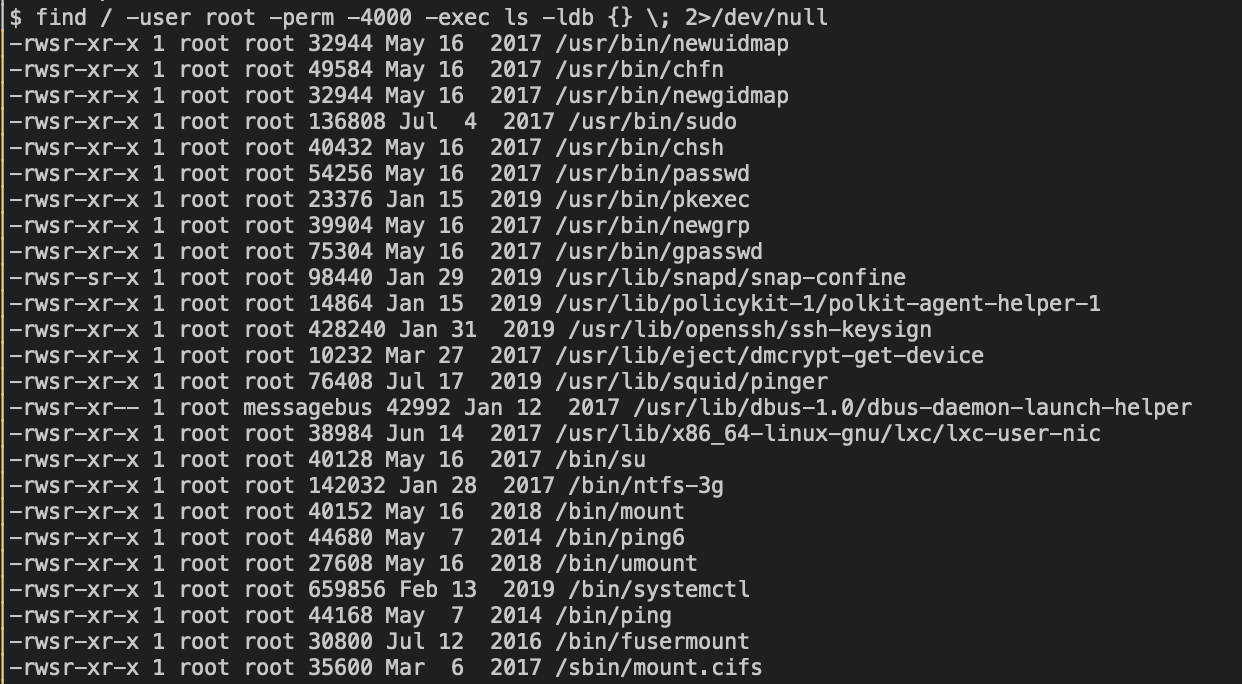 $ find / -user root -perm -4000 -exec ls -ldb {} \; 2>/dev/null
-rwsr-xr-x 1 root root 32944 May 16  2017 /usr/bin/newuidmap
-rwsr-xr-x 1 root root 49584 May 16  2017 /usr/bin/chfn
-rwsr-xr-x 1 root root 32944 May 16  2017 /usr/bin/newgidmap
-rwsr-xr-x 1 root root 136808 Jul  4  2017 /usr/bin/sudo
-rwsr-xr-x 1 root root 40432 May 16  2017 /usr/bin/chsh
-rwsr-xr-x 1 root root 54256 May 16  2017 /usr/bin/passwd
-rwsr-xr-x 1 root root 23376 Jan 15  2019 /usr/bin/pkexec
-rwsr-xr-x 1 root root 39904 May 16  2017 /usr/bin/newgrp
-rwsr-xr-x 1 root root 75304 May 16  2017 /usr/bin/gpasswd
-rwsr-sr-x 1 root root 98440 Jan 29  2019 /usr/lib/snapd/snap-confine
-rwsr-xr-x 1 root root 14864 Jan 15  2019 /usr/lib/policykit-1/polkit-agent-helper-1
-rwsr-xr-x 1 root root 428240 Jan 31  2019 /usr/lib/openssh/ssh-keysign
-rwsr-xr-x 1 root root 10232 Mar 27  2017 /usr/lib/eject/dmcrypt-get-device
-rwsr-xr-x 1 root root 76408 Jul 17  2019 /usr/lib/squid/pinger
-rwsr-xr-- 1 root messagebus 42992 Jan 12  2017 /usr/lib/dbus-1.0/dbus-daemon-launch-helper
-rwsr-xr-x 1 root root 38984 Jun 14  2017 /usr/lib/x86_64-linux-gnu/lxc/lxc-user-nic
-rwsr-xr-x 1 root root 40128 May 16  2017 /bin/su
-rwsr-xr-x 1 root root 142032 Jan 28  2017 /bin/ntfs-3g
-rwsr-xr-x 1 root root 40152 May 16  2018 /bin/mount
-rwsr-xr-x 1 root root 44680 May  7  2014 /bin/ping6
-rwsr-xr-x 1 root root 27608 May 16  2018 /bin/umount
-rwsr-xr-x 1 root root 659856 Feb 13  2019 /bin/systemctl
-rwsr-xr-x 1 root root 44168 May  7  2014 /bin/ping
-rwsr-xr-x 1 root root 30800 Jul 12  2016 /bin/fusermount
-rwsr-xr-x 1 root root 35600 Mar  6  2017 /sbin/mount.cifs